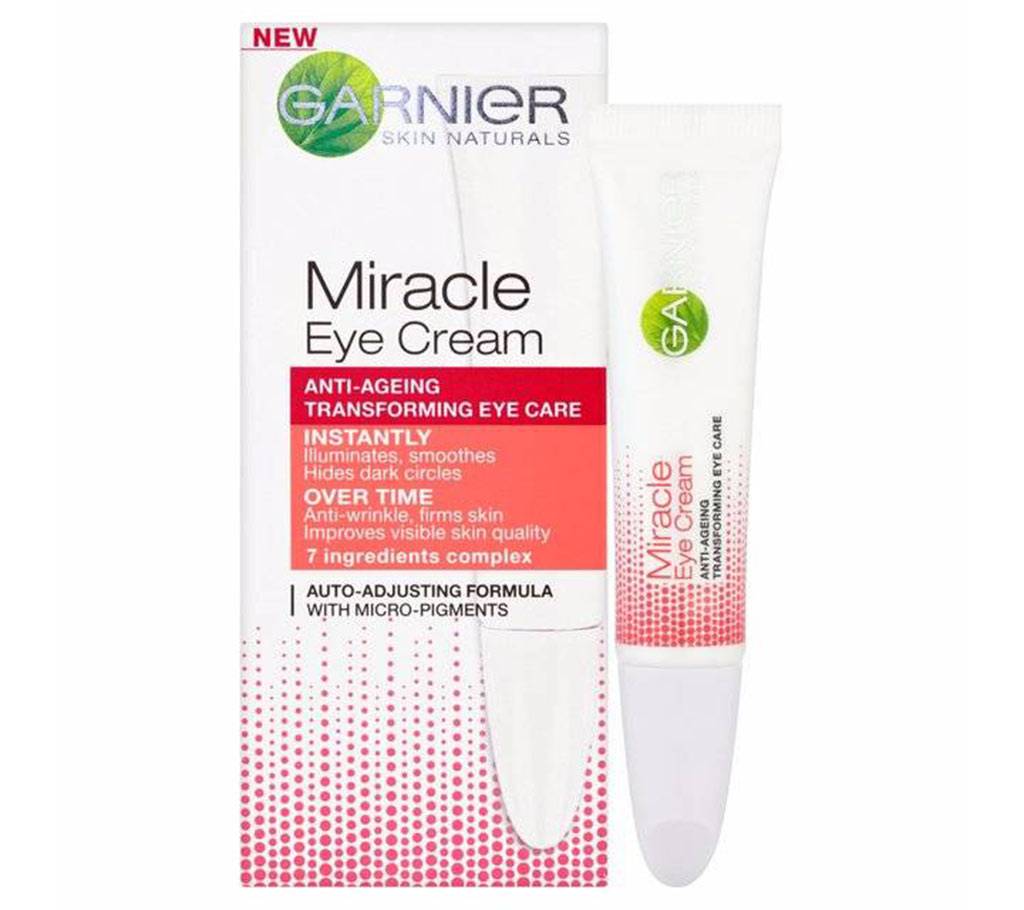 NEW
GARNIER
SKIN NATURALS
Miracle
Eye Cream
ANTI-AGEING
TRANSFORMING EYE CARE
INSTANTLY
Illuminates, smoothes
Hides dark circles
OVER TIME
Anti-wrinkle, firms skin
Improves visible skin quality
7 ingredients complex
AUTO-ADJUSTING FORMULA
WITH MICRO-PIGMENTS
GARNIER
Miracle
Eye Cream
ANTI-AGEING
TRANSFORMING EYE CARE